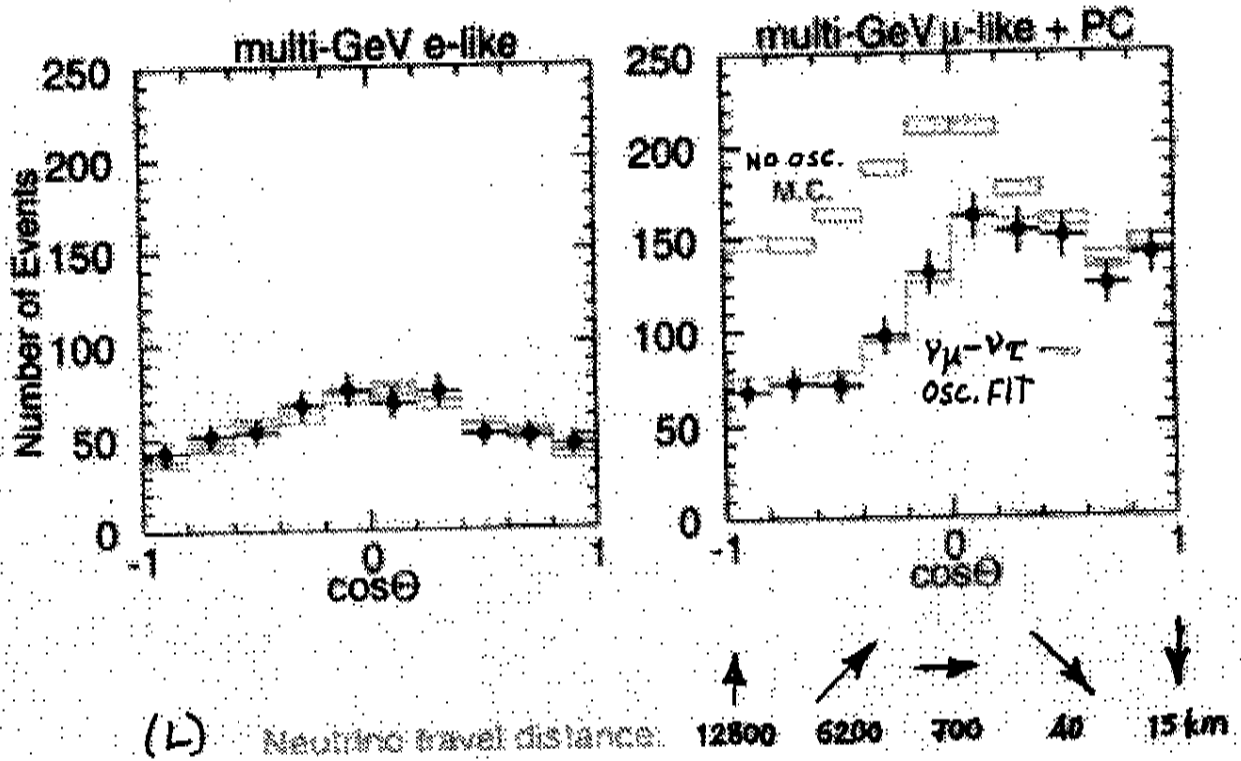 multi-GeV e-like
250
200
150
100
50
0
Number of Events
-1
0
1
cosΘ
multi-GeV μ-like + PC
250
200
150
100
50
0
NO OSC.
M.C.
νμ-ντ
OSC. FIT
-1
0
1
cosΘ
(L) Neutrino travel distance: 12800 6200 700 40 15 km